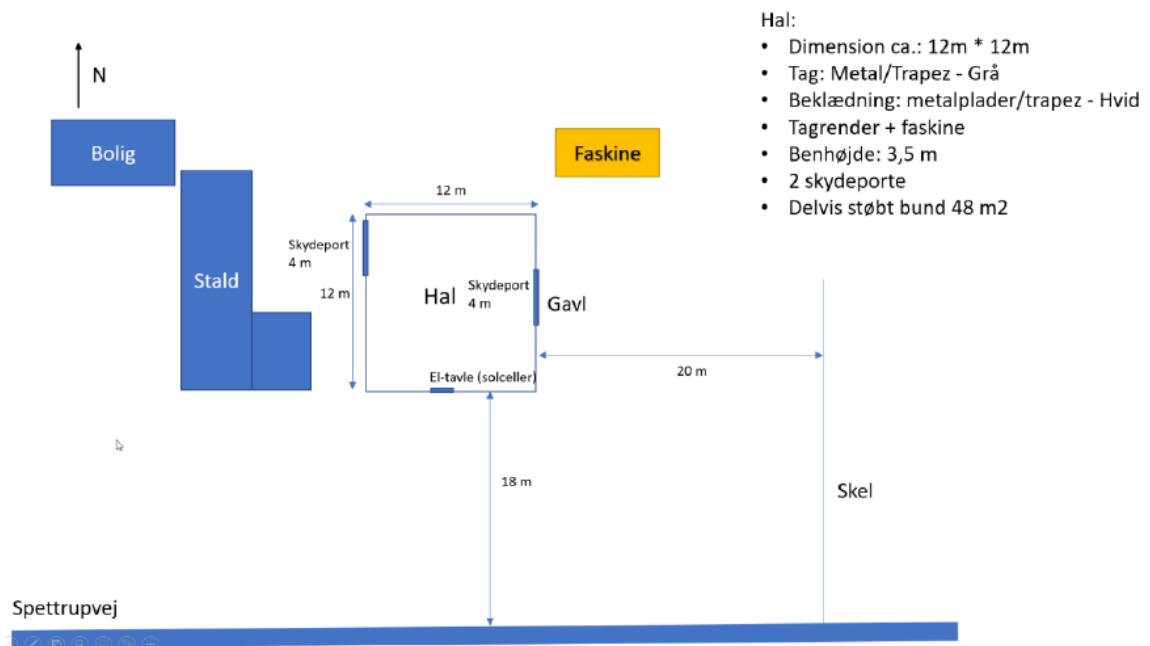 Hal:
• Dimension ca.: 12m * 12m
• Tag: Metal/Trapez - Grå
• Beklædning: metalplader/trapez - Hvid
• Tagrender + faskine
• Benhøjde: 3,5 m
• 2 skydeporte
• Delvis støbt bund 48 m2
N
Bolig
Faskine
12 m
Skydeport
4 m
Stald
12 m
Hal
Skydeport
4 m
Gavl
El-tavle (solceller)
20 m
18 m
Skel
Spettrupvej